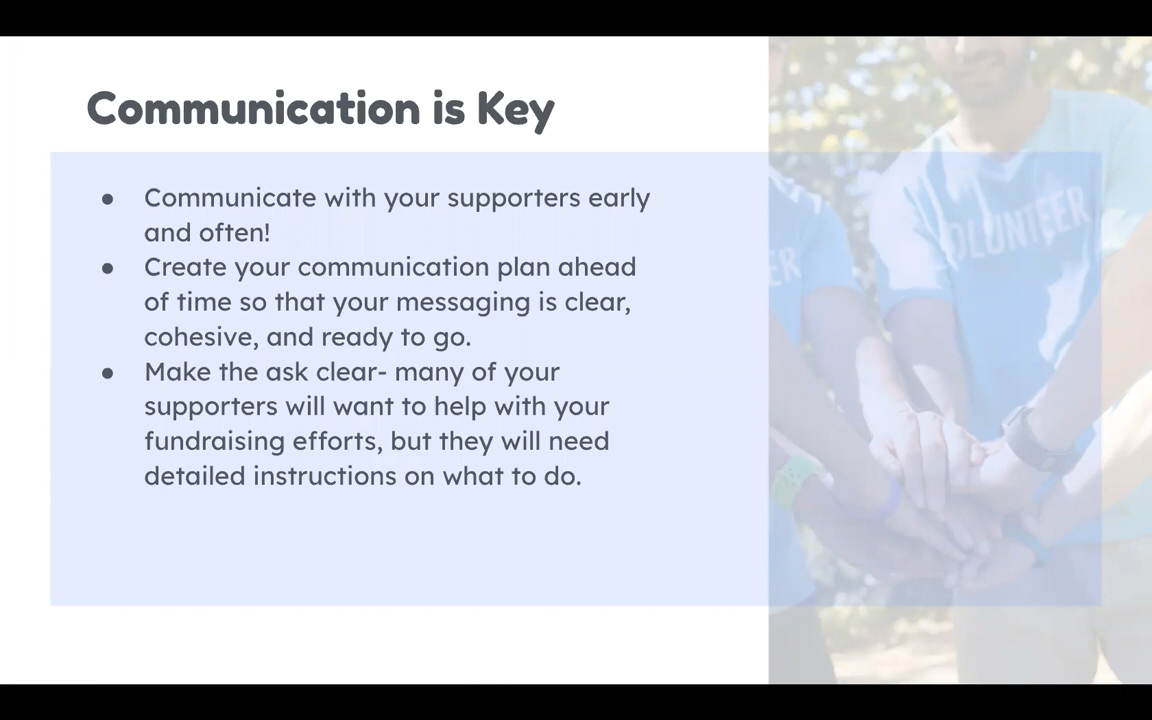 Communication is Key
● Communicate with your supporters early
and often!
● Create your communication plan ahead
of time so that your messaging is clear,
cohesive, and ready to go.
● Make the ask clear- many of your
supporters will want to help with your
fundraising efforts, but they will need
detailed instructions on what to do.
VOLUNTEER